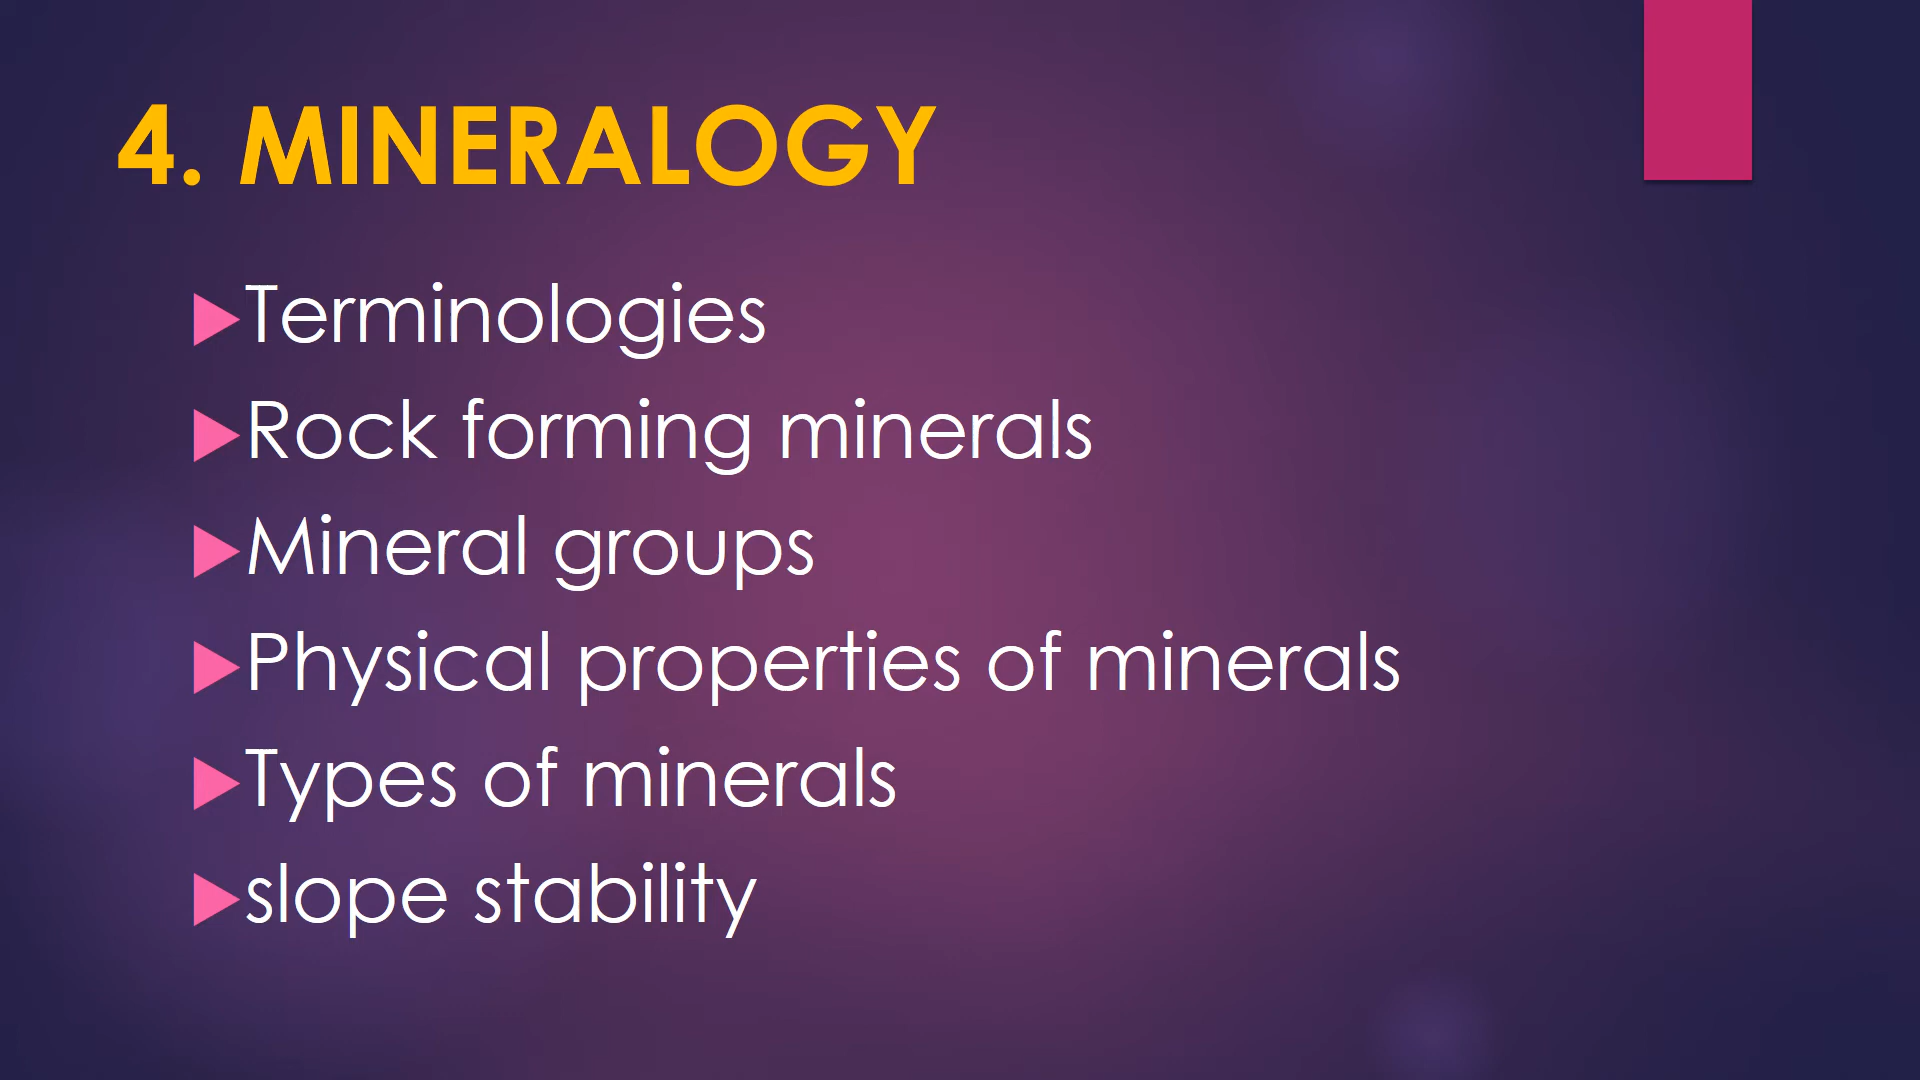 4. MINERALOGY
Terminologies
Rock forming minerals
Mineral groups
Physical properties of minerals
Types of minerals
slope stability